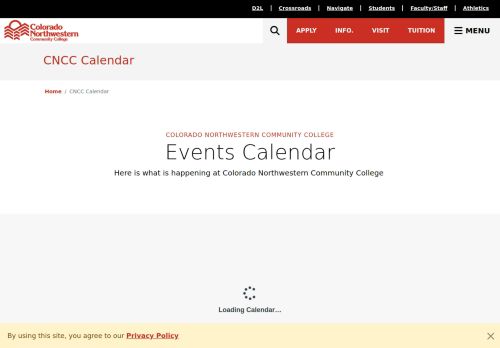 D2L | Crossroads | Navigate | Students | Faculty/Staff | Athletics
Colorado
Northwestern
Community College
APPLY INFO. VISIT TUITION MENU
CNCC Calendar
Home / CNCC Calendar
COLORADO NORTHWESTERN COMMUNITY COLLEGE
Events Calendar
Here is what is happening at Colorado Northwestern Community College
Loading Calendar...
By using this site, you agree to our Privacy Policy